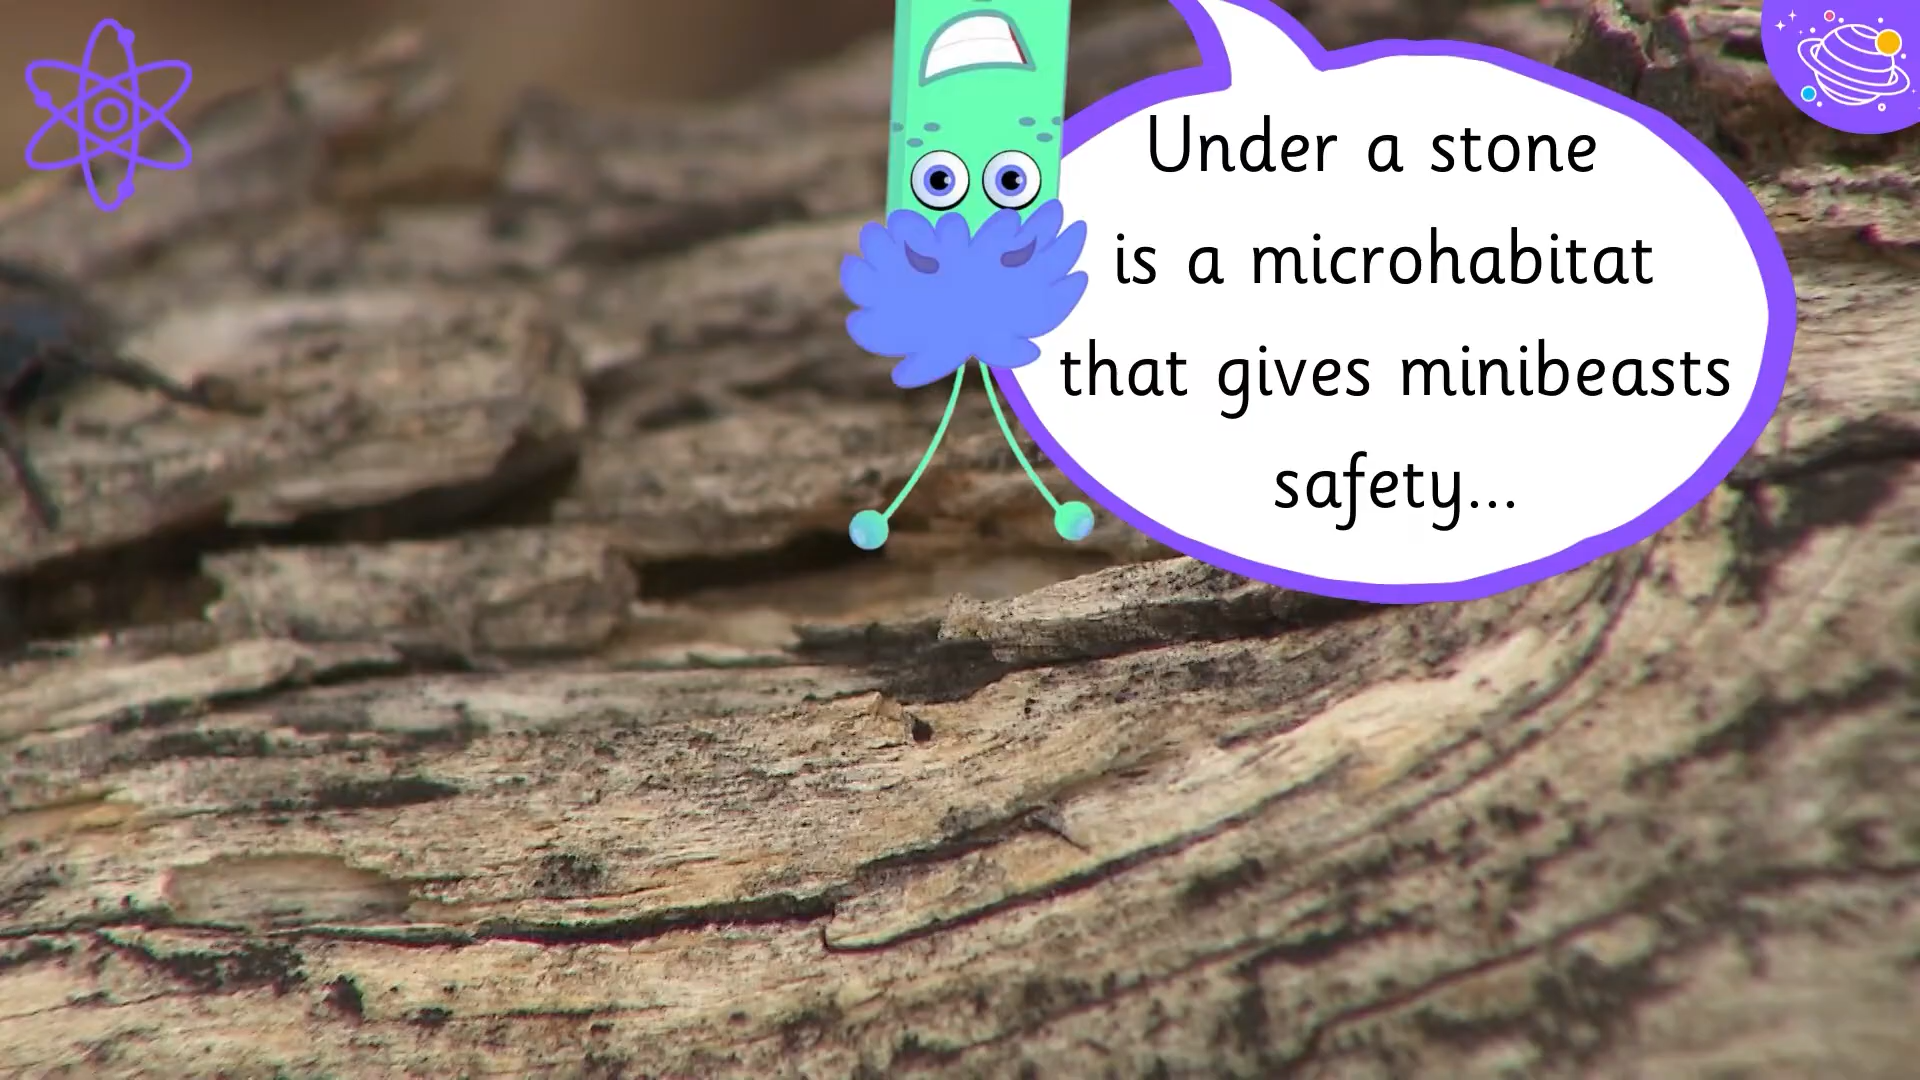 Under a stone
is a microhabitat
that gives minibeasts
safety...